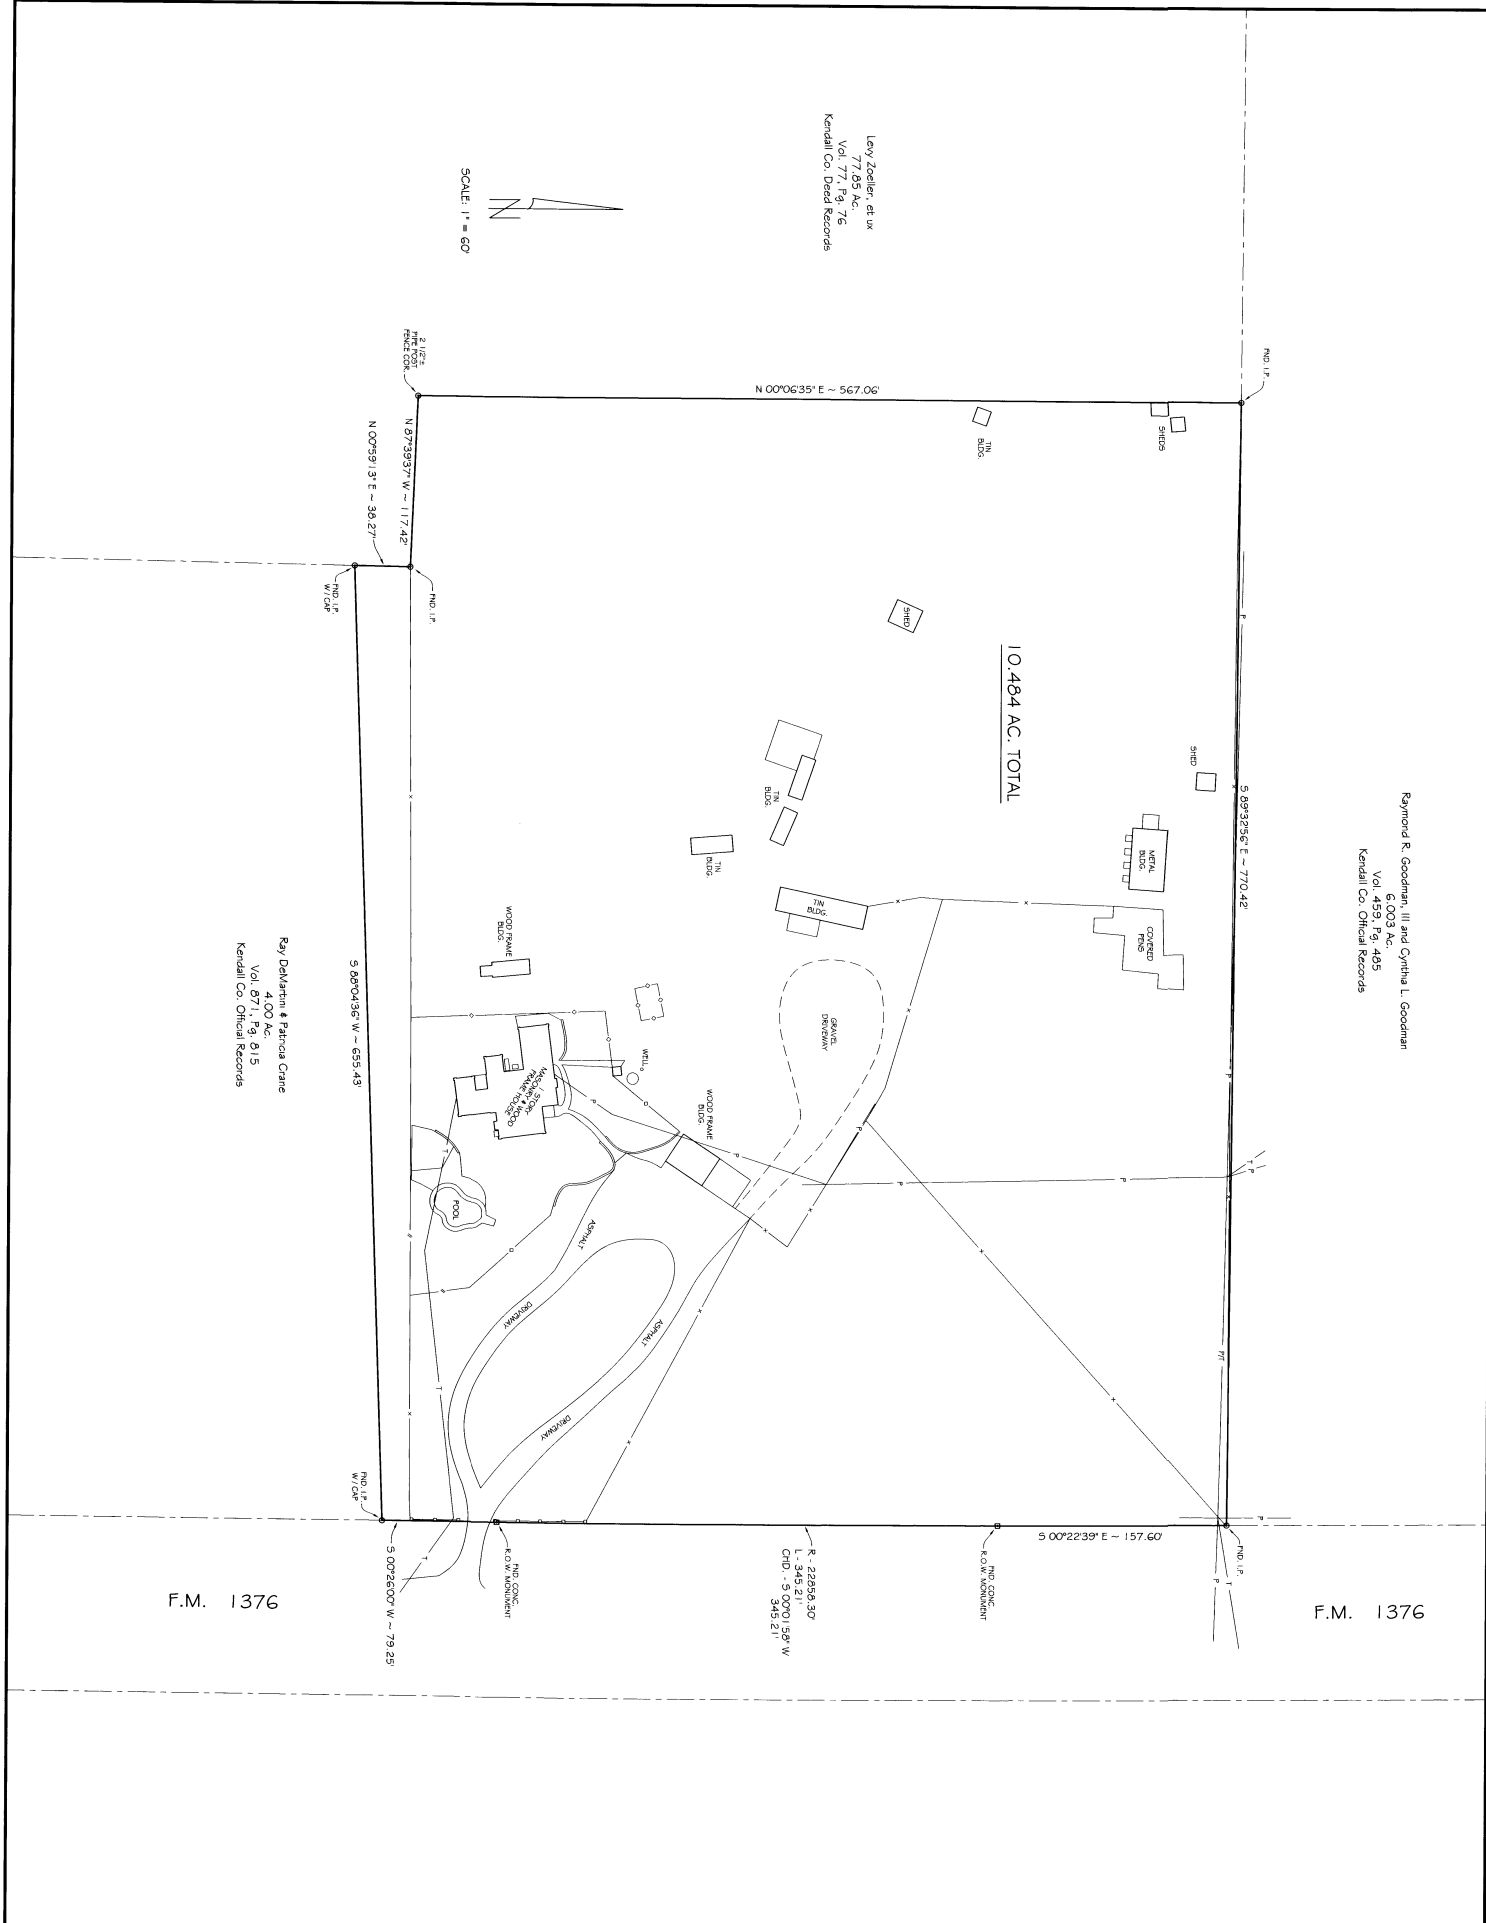 Levy Zoeller, et ux
77.85 Ac.
Vol. 77, Pg. 76
Kendall Co. Deed Records
N
SCALE: 1" = 60'
FND. I.P.
2 1/2"±
PIPE POST
FENCE COR.
N 00°06'35" E ~ 567.06'
N 87°39'37" W ~ 117.42'
N 00°59'13" E ~ 38.27'
FND. I.P.
FND. I.P.
W / CAP
SHEDS
TIN
BLDG.
SHED
10.484 AC. TOTAL
SHED
S 89°32'56" E ~ 770.42'
Raymond R. Goodman, III and Cynthia L. Goodman
6.003 Ac.
Vol. 459, Pg. 485
Kendall Co. Official Records
METAL
BLDG.
COVERED
PENS
TIN
BLDG.
TIN
BLDG.
TIN
BLDG.
WOOD FRAME
BLDG.
GRAVEL
DRIVEWAY
WELL
WOOD FRAME
BLDG.
1 STORY
MASONRY & WOOD
FRAME HOUSE
POOL
ASPHALT
DRIVEWAY
ASPHALT
DRIVEWAY
S 88°04'36" W ~ 655.43'
Ray DeMartini & Patricia Crane
4.00 Ac.
Vol. 871, Pg. 815
Kendall Co. Official Records
FND. I.P.
W / CAP
S 00°26'00" W ~ 79.25'
FND. CONC.
R.O.W. MONUMENT
R - 22858.30'
L - 345.21'
CHD. - S 00°01'58" W
345.21'
FND. CONC.
R.O.W. MONUMENT
S 00°22'39" E ~ 157.60'
FND. I.P.
P
P
P/T
T
P
P
P
P
P
P
P
T
P
T
T
T
F.M. 1376
F.M. 1376